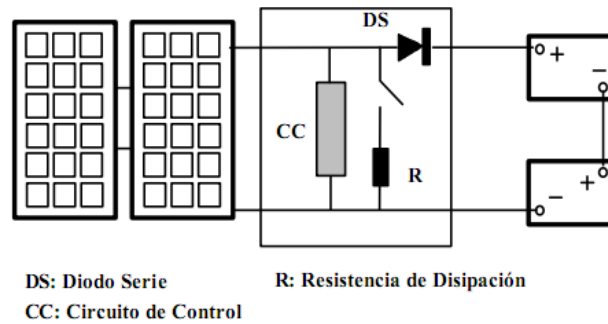 DS
+
−
CC
R
+
−
DS: Diodo Serie
R: Resistencia de Disipación
CC: Circuito de Control